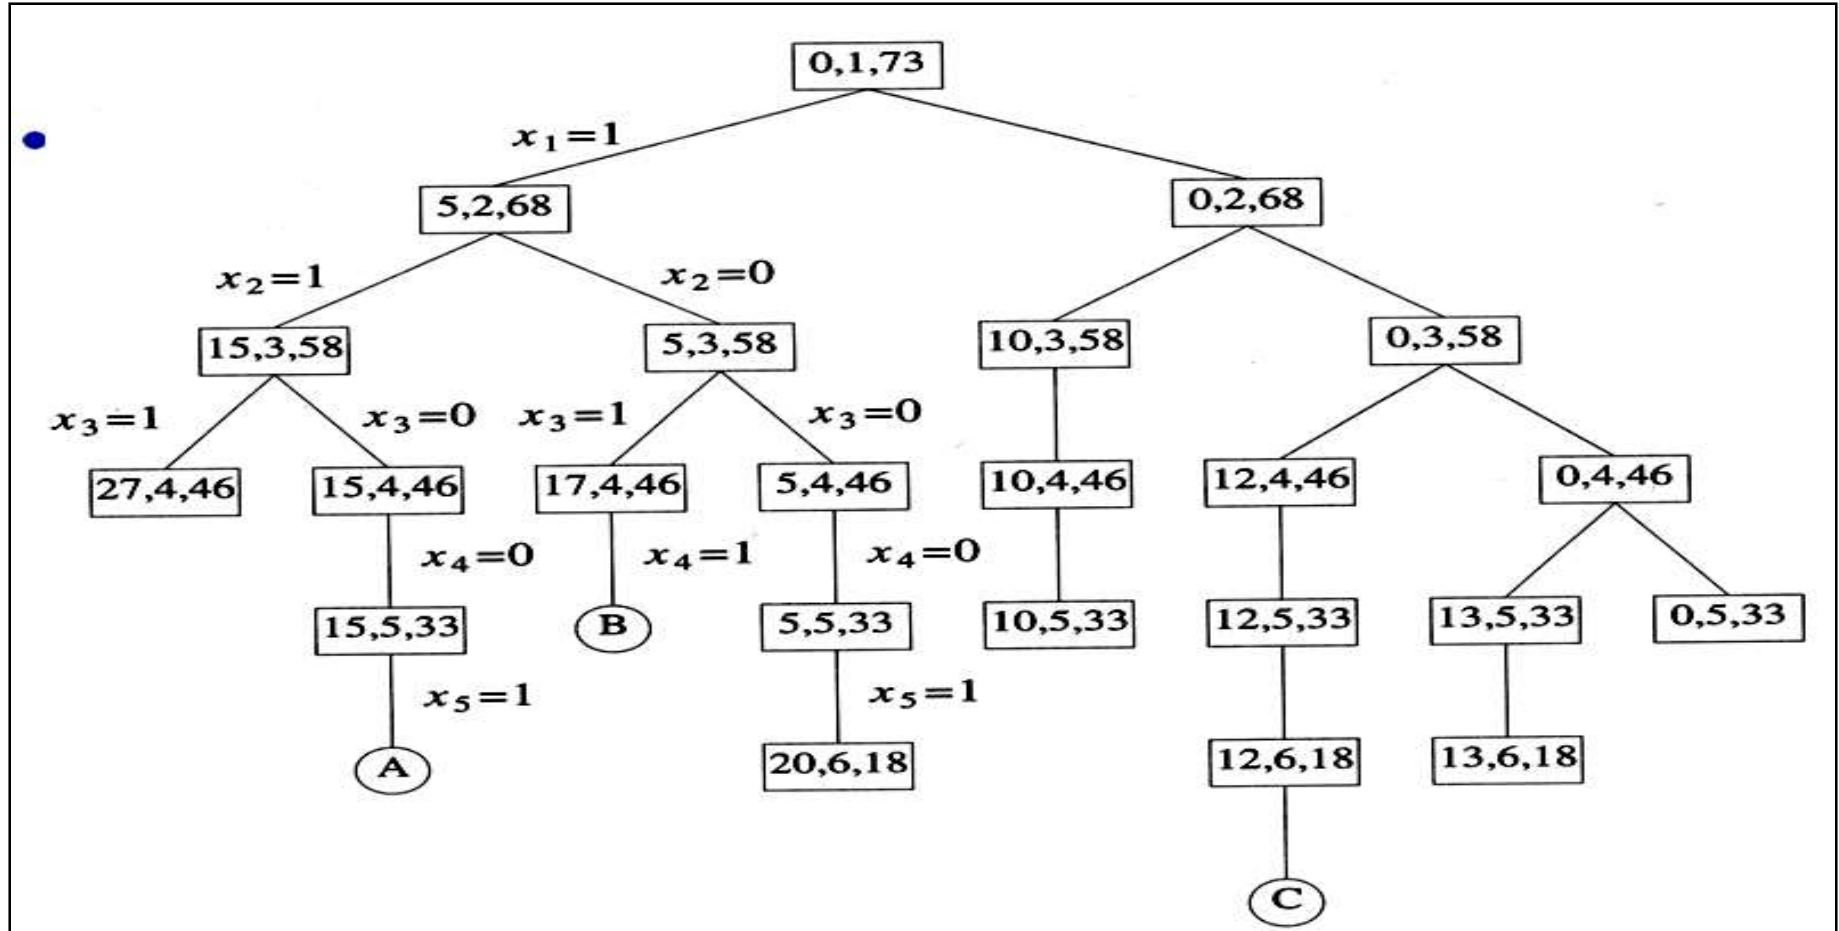 0,1,73
x1=1
5,2,68
0,2,68
x2=1
x2=0
15,3,58
5,3,58
10,3,58
0,3,58
x3=1
x3=0
x3=1
x3=0
27,4,46
15,4,46
17,4,46
5,4,46
10,4,46
12,4,46
0,4,46
x4=0
x4=1
x4=0
15,5,33
B
5,5,33
10,5,33
12,5,33
13,5,33
0,5,33
x5=1
x5=1
A
20,6,18
12,6,18
13,6,18
C